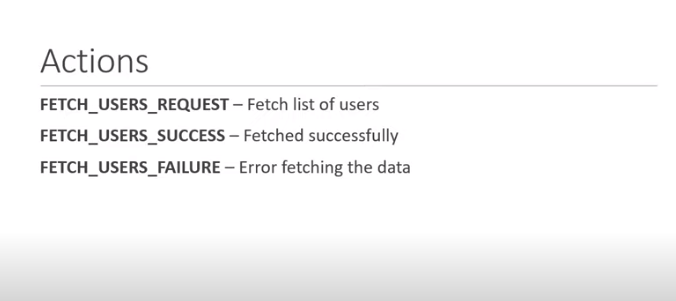 Actions
FETCH_USERS_REQUEST – Fetch list of users
FETCH_USERS_SUCCESS – Fetched successfully
FETCH_USERS_FAILURE – Error fetching the data